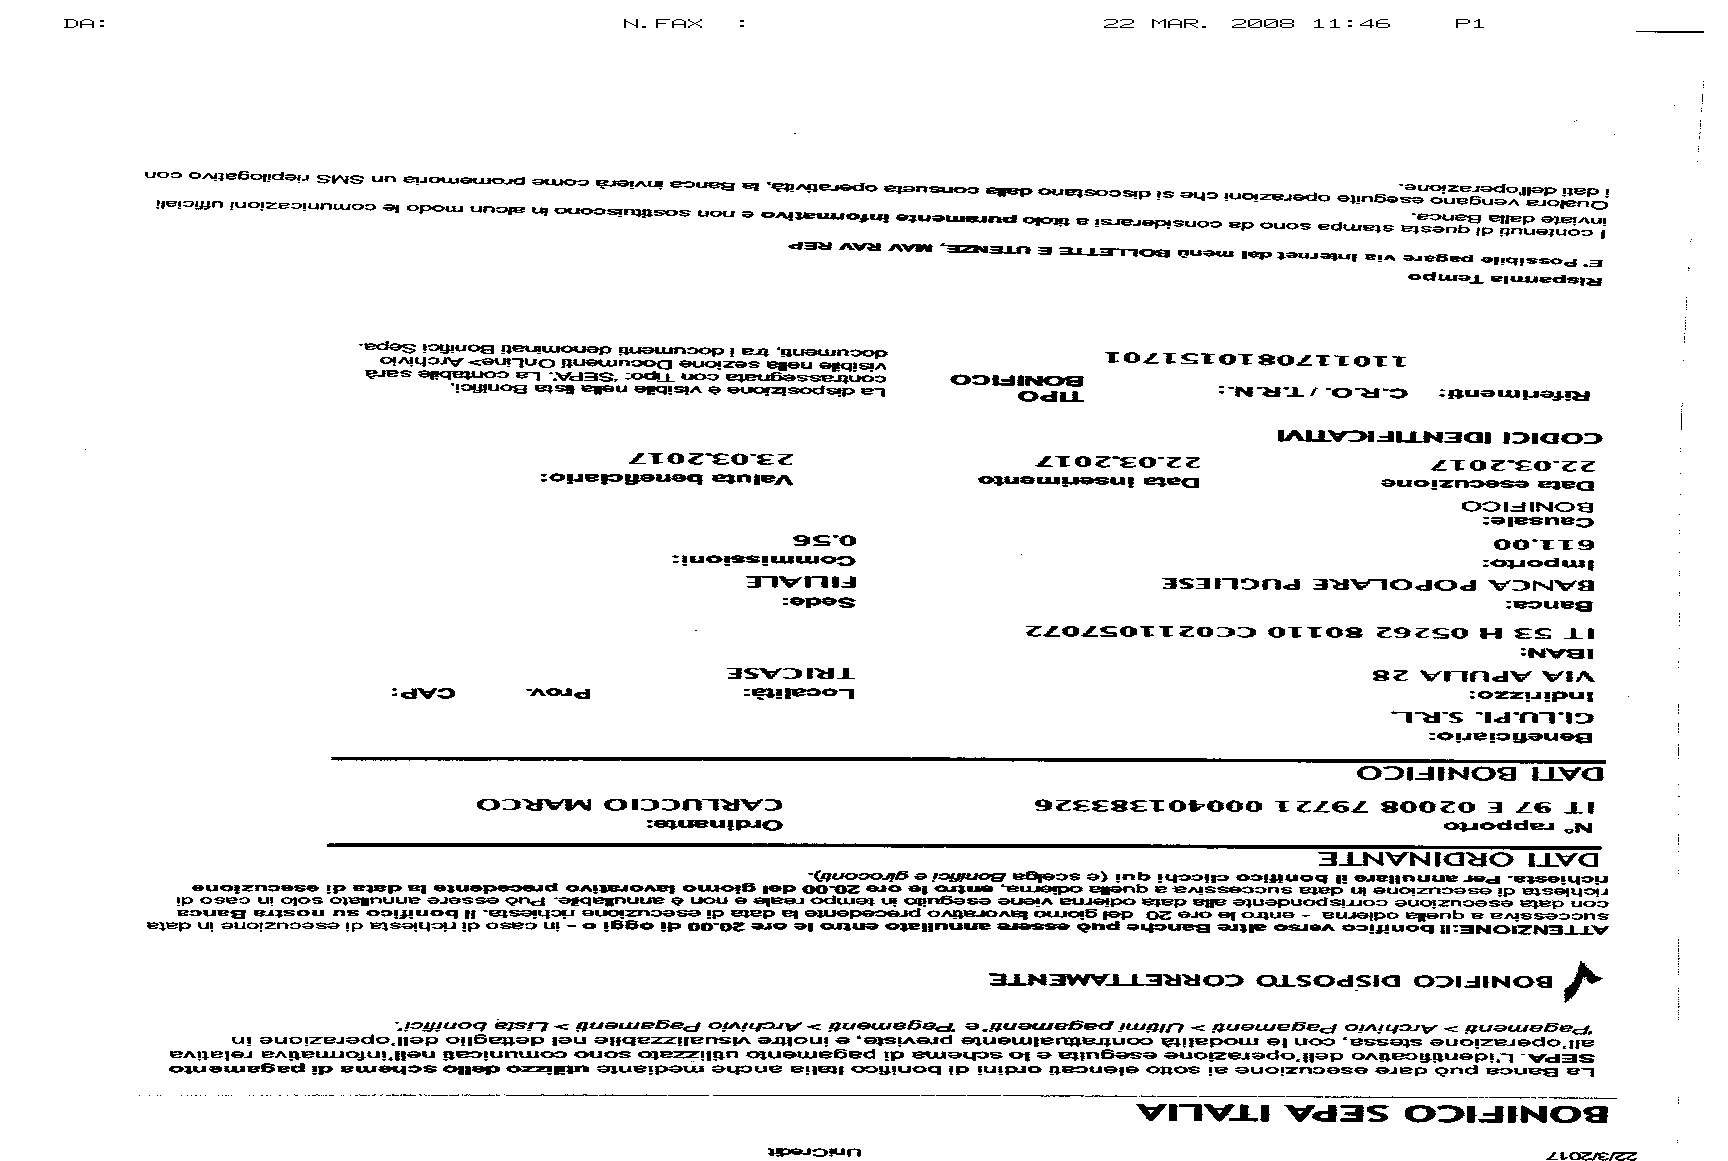 DA: N.FAX : 22 MAR. 2008 11:46 P1
22/3/2017 UniCredit
BONIFICO SEPA ITALIA
La Banca può dare esecuzione ai sotto elencati ordini di bonifico Italia anche mediante utilizzo dello schema di pagamento
SEPA. L'identificativo dell'operazione eseguita e lo schema di pagamento utilizzato sono comunicati nell'informativa relativa
all'operazione stessa, con le modalità contrattualmente previste, e inoltre visualizzabile nel dettaglio dell'operazione in
'Pagamenti > Archivio Pagamenti > Ultimi pagamenti' e 'Pagamenti > Archivio Pagamenti > Lista bonifici'.
BONIFICO DISPOSTO CORRETTAMENTE
ATTENZIONE:Il bonifico verso altre Banche può essere annullato entro le ore 20.00 di oggi o - in caso di richiesta di esecuzione in data
successiva a quella odierna - entro le ore 20 del giorno lavorativo precedente la data di esecuzione richiesta. Il bonifico su nostra Banca
con data esecuzione corrispondente alla data odierna viene eseguito in tempo reale e non è annullabile. Può essere annullato solo in caso di
richiesta di esecuzione in data successiva a quella odierna, entro le ore 20.00 del giorno lavorativo precedente la data di esecuzione
richiesta. Per annullare il bonifico clicchi qui (e scelga Bonifici e giroconti).
DATI ORDINANTE
N° rapporto Ordinante:
IT 97 E 02008 79721 000401383326 CARLUCCIO MARCO
DATI BONIFICO
Beneficiario:
CI.LU.PI. S.R.L.
Indirizzo: Località: Prov. CAP:
VIA APULIA 28 TRICASE
IBAN:
IT 53 H 05262 80110 CC0211057072
Banca: Sede:
BANCA POPOLARE PUGLIESE FILIALE
Importo: Commissioni:
611.00 0.56
Causale:
BONIFICO
Data esecuzione Data inserimento Valuta beneficiario:
22.03.2017 22.03.2017 23.03.2017
CODICI IDENTIFICATIVI
Riferimenti: C.R.O. / T.R.N.: TIPO BONIFICO
1101170810151701
La disposizione è visibile nella lista Bonifici,
contrassegnata con Tipo: "SEPA". La contabile sarà
visibile nella sezione Documenti OnLine> Archivio
documenti, tra i documenti denominati Bonifici Sepa.
Risparmia Tempo
E' Possibile pagare via Internet dal menù BOLLETTE E UTENZE, MAV RAV REP
I contenuti di questa stampa sono da considerarsi a titolo puramente informativo e non sostituiscono in alcun modo le comunicazioni ufficiali
inviate dalla Banca.
Qualora vengano eseguite operazioni che si discostano dalla consueta operatività, la Banca invierà come promemoria un SMS riepilogativo con
i dati dell'operazione.